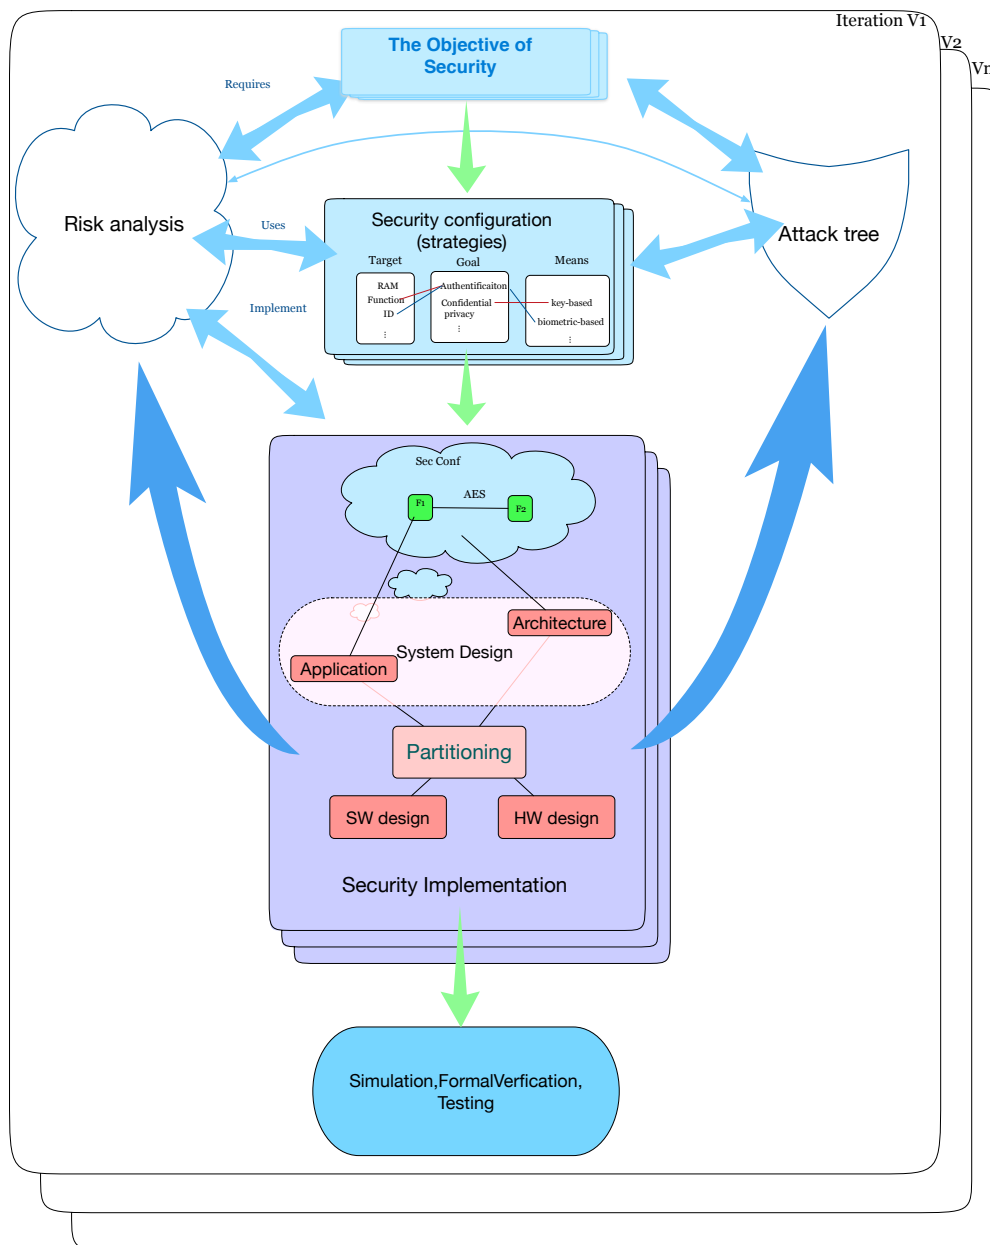 Iteration V1
V2
Vn
The Objective of
Security
Requires
Risk analysis
Uses
Implement
Attack tree
Security configuration
(strategies)
Target
Goal
Means
RAM
Function
ID
⋮
Authentificaiton
Confidential
privacy
⋮
key-based
biometric-based
⋮
Sec Conf
F1
AES
F2
Architecture
System Design
Application
Partitioning
SW design
HW design
Security Implementation
Simulation,FormalVerfication,
Testing